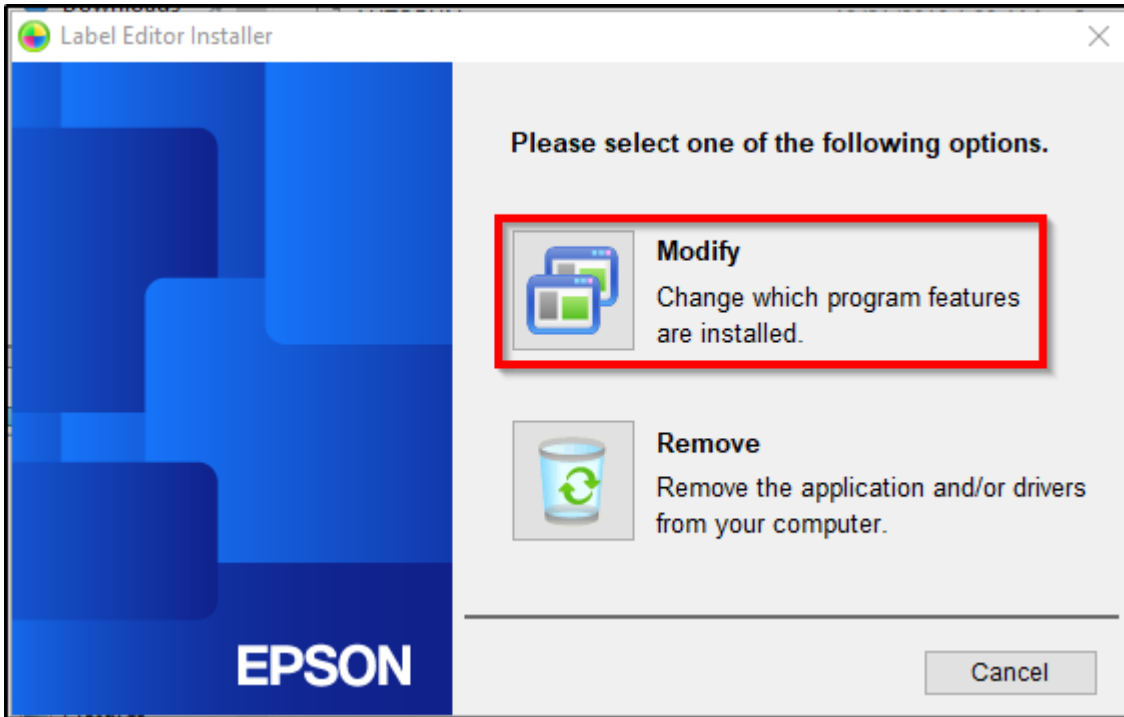 Downloads
Label Editor Installer
Please select one of the following options.
Modify
Change which program features
are installed.
Remove
Remove the application and/or drivers
from your computer.
EPSON
Cancel